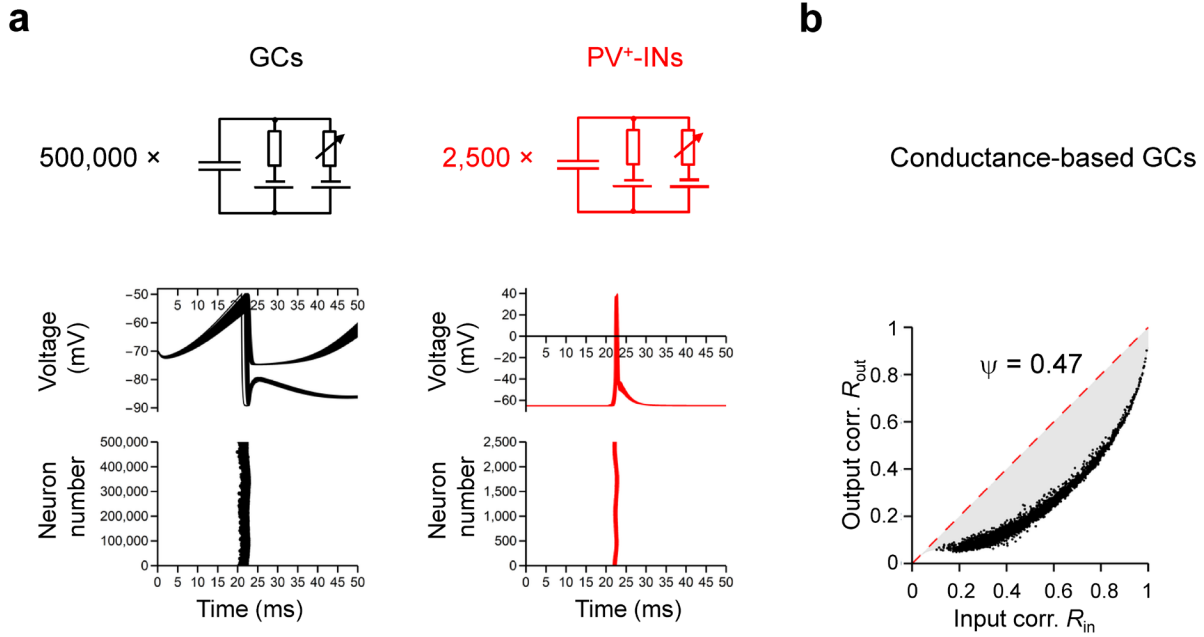 a
b
GCs
PV⁺-INs
500,000 ×
2,500 ×
Conductance-based GCs
Voltage
(mV)
−50
−60
−70
−80
−90
5 10 15 20 25 30 35 40 45 50
Voltage
(mV)
40
20
0
−20
−40
−60
5 10 15 20 25 30 35 40 45 50
Neuron
number
500,000
400,000
300,000
200,000
100,000
0
0 5 10 15 20 25 30 35 40 45 50
Time (ms)
Neuron
number
2,500
2,000
1,500
1,000
500
0
0 5 10 15 20 25 30 35 40 45 50
Time (ms)
Output corr. Rout
1
0.8
0.6
0.4
0.2
0
ψ = 0.47
0 0.2 0.4 0.6 0.8 1
Input corr. Rin